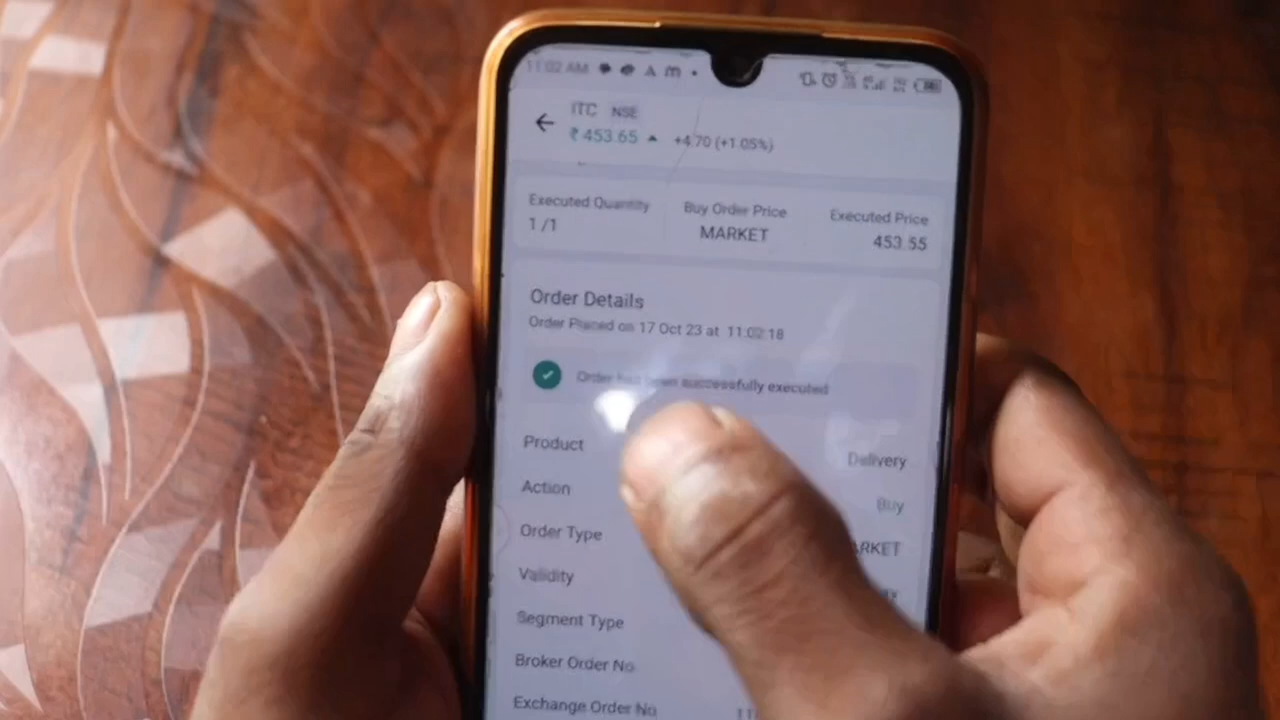 11:02 AM
ITC NSE
₹ 453.65 ▲ +4.70 (+1.05%)
Executed Quantity Buy Order Price Executed Price
1 /1 MARKET 453.55
Order Details
Order Placed on 17 Oct 23 at 11:02:18
Order has been successfully executed
Product Delivery
Action Buy
Order Type ARKET
Validity
Segment Type
Broker Order No
Exchange Order No